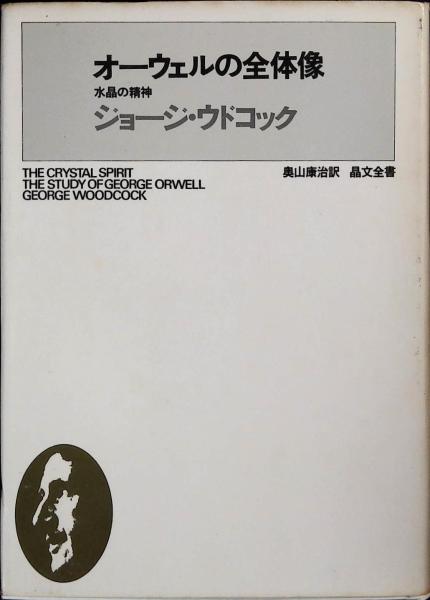 オーウェルの全体像
水晶の精神
ジョージ・ウドコック
THE CRYSTAL SPIRIT
THE STUDY OF GEORGE ORWELL
GEORGE WOODCOCK
奥山康治訳 晶文全書